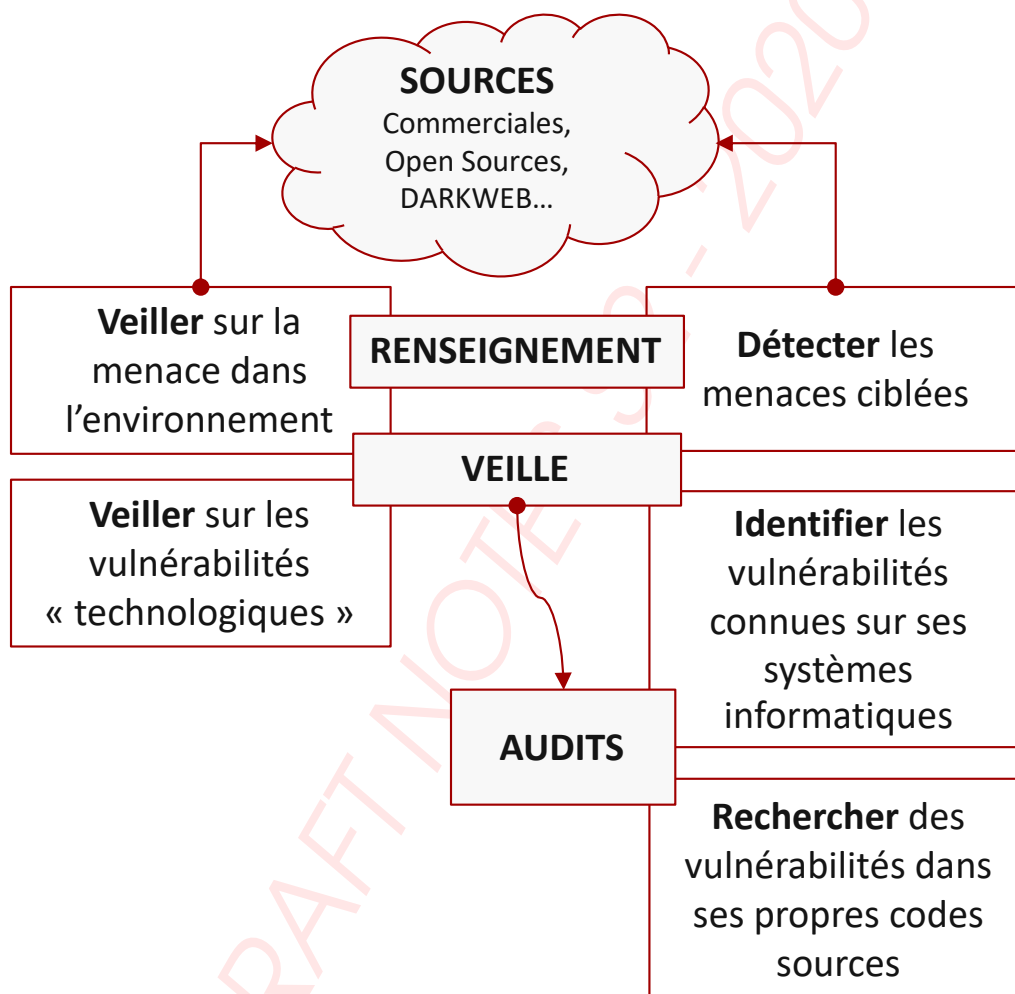 SOURCES
Commerciales,
Open Sources,
DARKWEB…
Veiller sur la
menace dans
l’environnement
RENSEIGNEMENT
Détecter les
menaces ciblées
VEILLE
Veiller sur les
vulnérabilités
« technologiques »
Identifier les
vulnérabilités
connues sur ses
systèmes
informatiques
AUDITS
Rechercher des
vulnérabilités dans
ses propres codes
sources